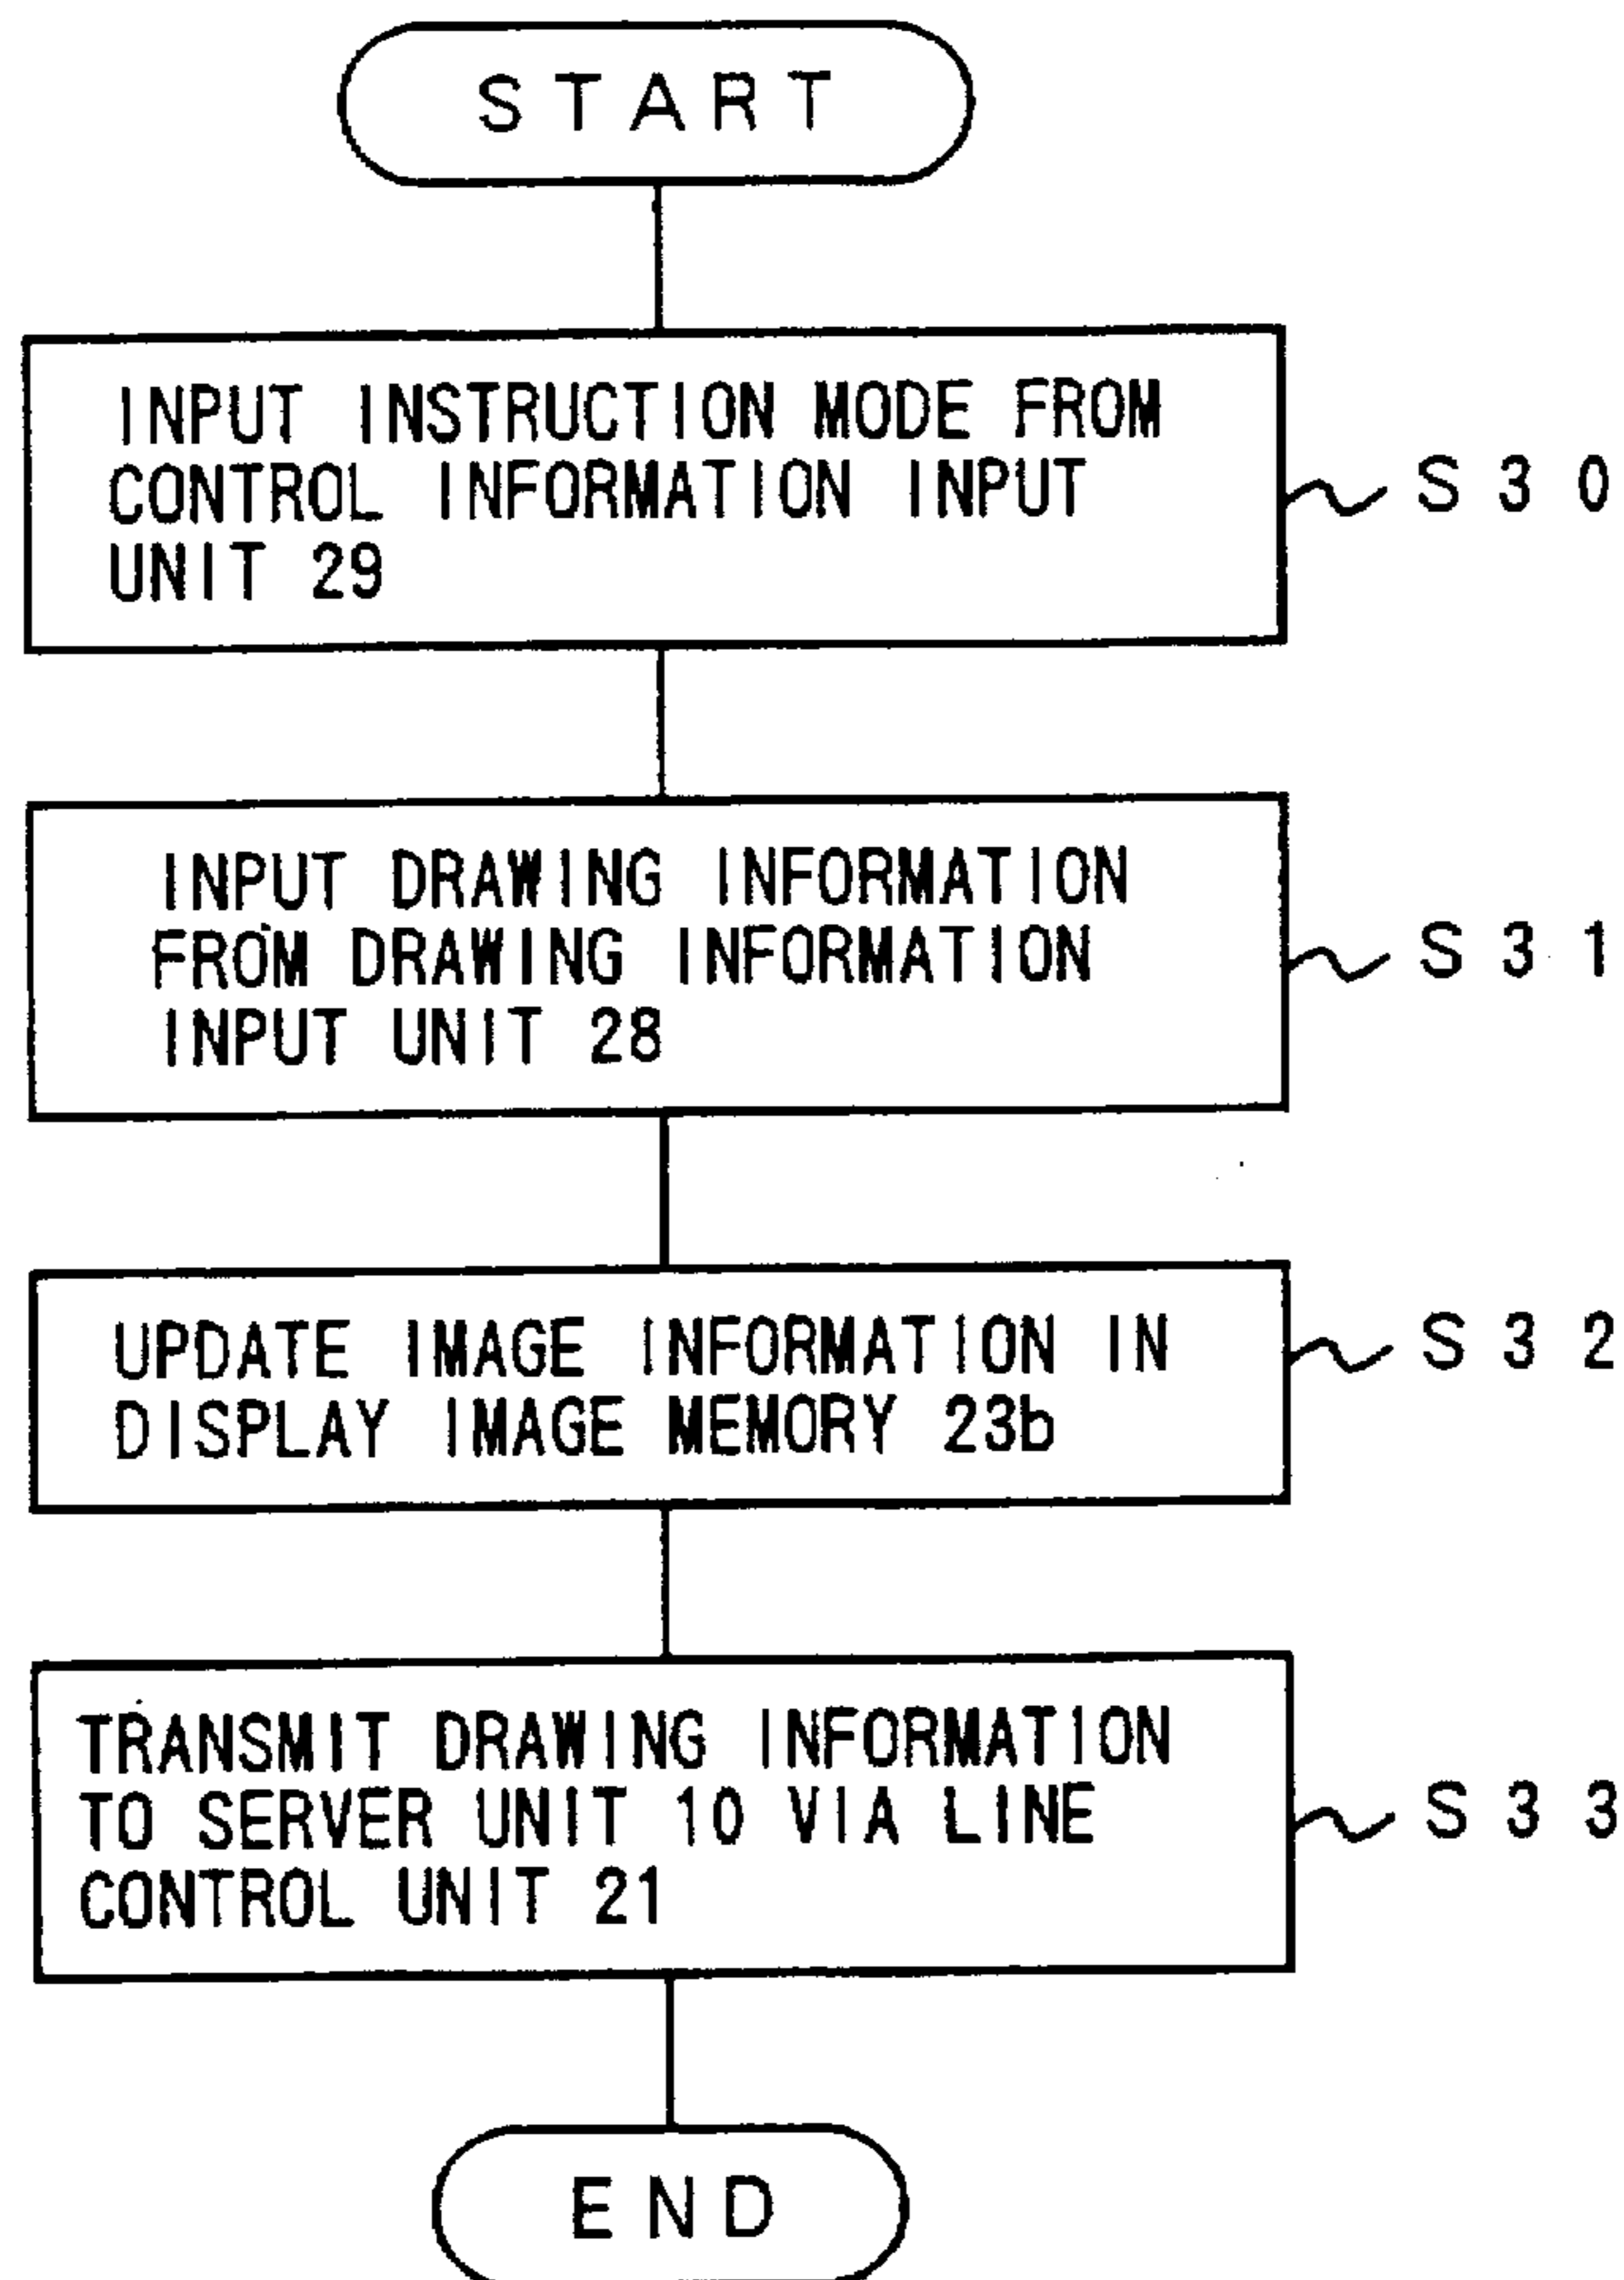 START
INPUT INSTRUCTION MODE FROM
CONTROL INFORMATION INPUT
UNIT 29
S30
INPUT DRAWING INFORMATION
FROM DRAWING INFORMATION
INPUT UNIT 28
S31
UPDATE IMAGE INFORMATION IN
DISPLAY IMAGE MEMORY 23b
S32
TRANSMIT DRAWING INFORMATION
TO SERVER UNIT 10 VIA LINE
CONTROL UNIT 21
S33
END